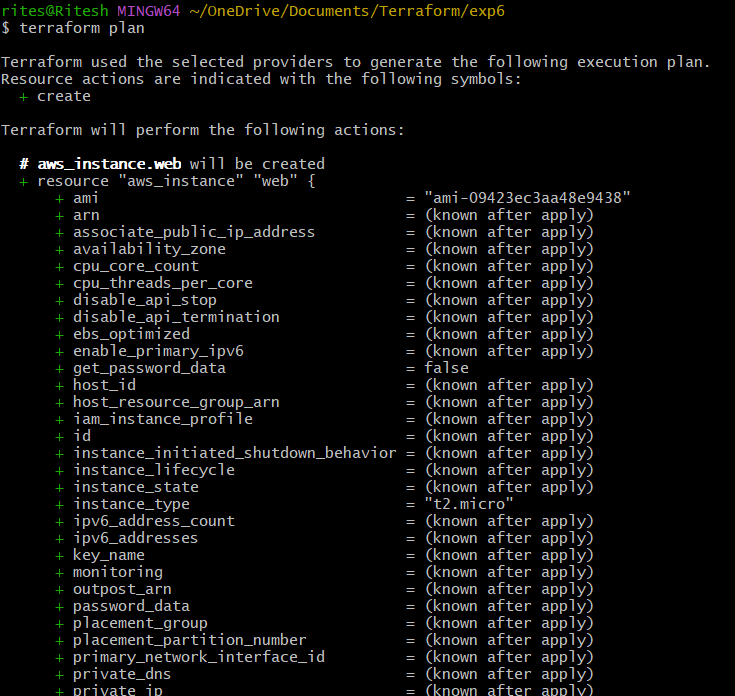 rites@Ritesh MINGW64 ~/OneDrive/Documents/Terraform/exp6
$ terraform plan
Terraform used the selected providers to generate the following execution plan.
Resource actions are indicated with the following symbols:
+ create
Terraform will perform the following actions:
# aws_instance.web will be created
+ resource "aws_instance" "web" {
+ ami = "ami-09423ec3aa48e9438"
+ arn = (known after apply)
+ associate_public_ip_address = (known after apply)
+ availability_zone = (known after apply)
+ cpu_core_count = (known after apply)
+ cpu_threads_per_core = (known after apply)
+ disable_api_stop = (known after apply)
+ disable_api_termination = (known after apply)
+ ebs_optimized = (known after apply)
+ enable_primary_ipv6 = (known after apply)
+ get_password_data = false
+ host_id = (known after apply)
+ host_resource_group_arn = (known after apply)
+ iam_instance_profile = (known after apply)
+ id = (known after apply)
+ instance_initiated_shutdown_behavior = (known after apply)
+ instance_lifecycle = (known after apply)
+ instance_state = (known after apply)
+ instance_type = "t2.micro"
+ ipv6_address_count = (known after apply)
+ ipv6_addresses = (known after apply)
+ key_name = (known after apply)
+ monitoring = (known after apply)
+ outpost_arn = (known after apply)
+ password_data = (known after apply)
+ placement_group = (known after apply)
+ placement_partition_number = (known after apply)
+ primary_network_interface_id = (known after apply)
+ private_dns = (known after apply)
+ private_ip = (known after apply)